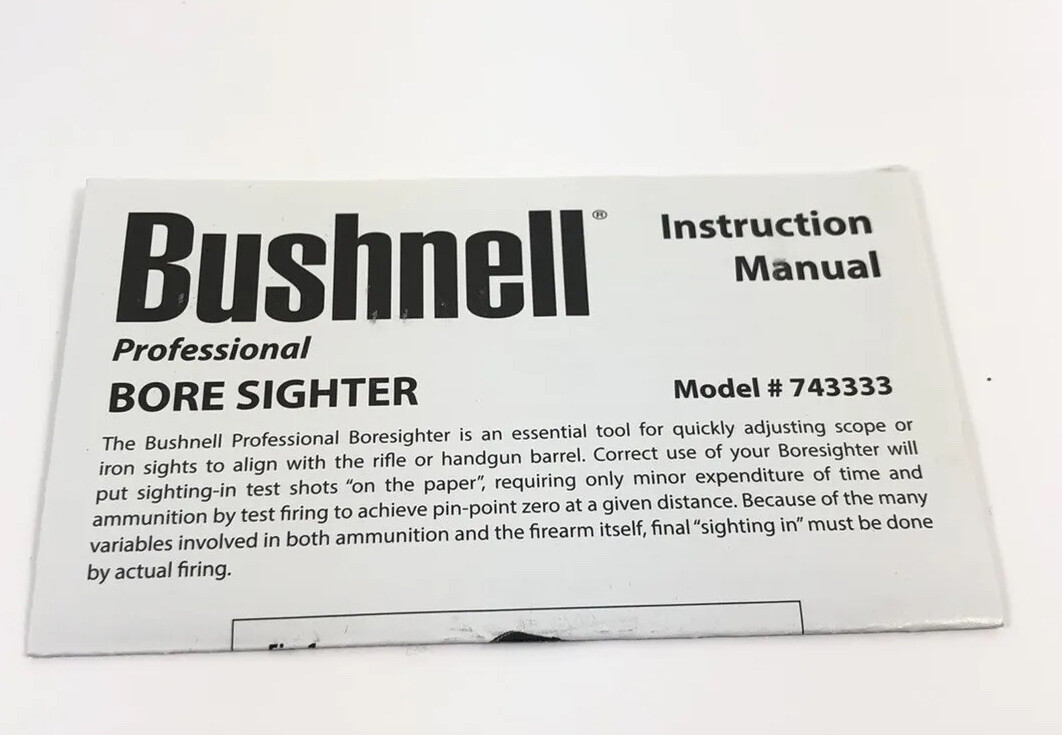 Bushnell®
Instruction
Manual
Professional
BORE SIGHTER
Model # 743333
The Bushnell Professional Boresighter is an essential tool for quickly adjusting scope or
iron sights to align with the rifle or handgun barrel. Correct use of your Boresighter will
put sighting-in test shots “on the paper”, requiring only minor expenditure of time and
ammunition by test firing to achieve pin-point zero at a given distance. Because of the many
variables involved in both ammunition and the firearm itself, final “sighting in” must be done
by actual firing.